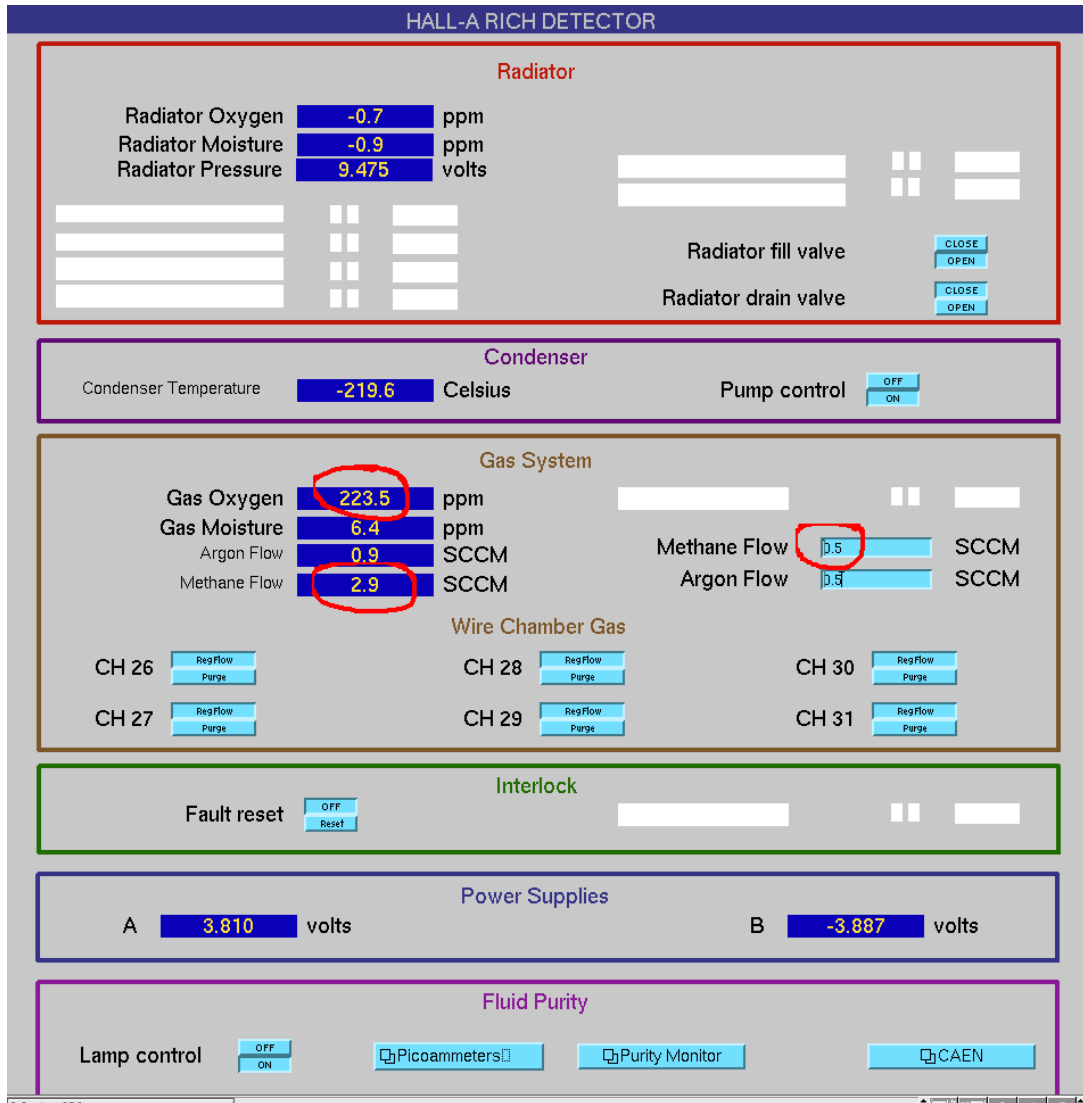 HALL-A RICH DETECTOR
Radiator
Radiator Oxygen -0.7 ppm
Radiator Moisture -0.9 ppm
Radiator Pressure 9.475 volts
Radiator fill valve CLOSE
OPEN
Radiator drain valve CLOSE
OPEN
Condenser
Condenser Temperature -219.6 Celsius Pump control OFF
ON
Gas System
Gas Oxygen 223.5 ppm
Gas Moisture 6.4 ppm
Argon Flow 0.9 SCCM
Methane Flow 2.9 SCCM
Methane Flow 0.5 SCCM
Argon Flow 0.5 SCCM
Wire Chamber Gas
CH 26 RegFlow CH 28 RegFlow CH 30 RegFlow
Purge Purge Purge
CH 27 RegFlow CH 29 RegFlow CH 31 RegFlow
Purge Purge Purge
Interlock
Fault reset OFF
Reset
Power Supplies
A 3.810 volts B -3.887 volts
Fluid Purity
Lamp control OFF
ON
Picoammeters Purity Monitor CAEN